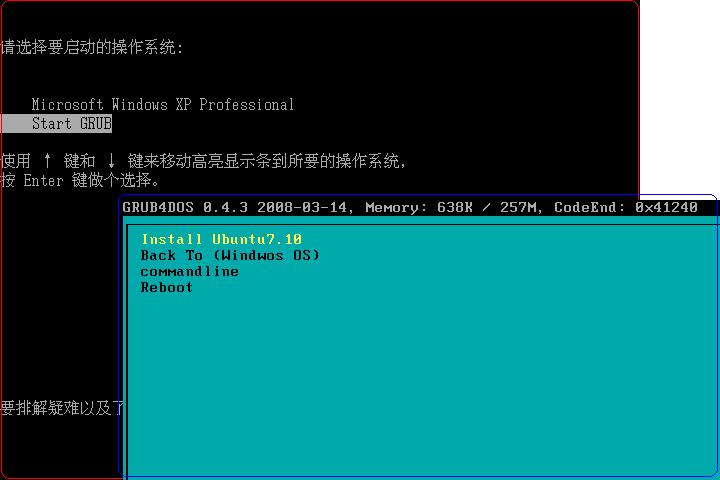 请选择要启动的操作系统:
Microsoft Windows XP Professional
Start GRUB
使用 ↑ 键和 ↓ 键来移动高亮显示条到所要的操作系统,
按 Enter 键做个选择。
GRUB4DOS 0.4.3 2008-03-14, Memory: 638K / 257M, CodeEnd: 0x41240
Install Ubuntu7.10
Back To (Windwos OS)
commandline
Reboot
要排解疑难以及了